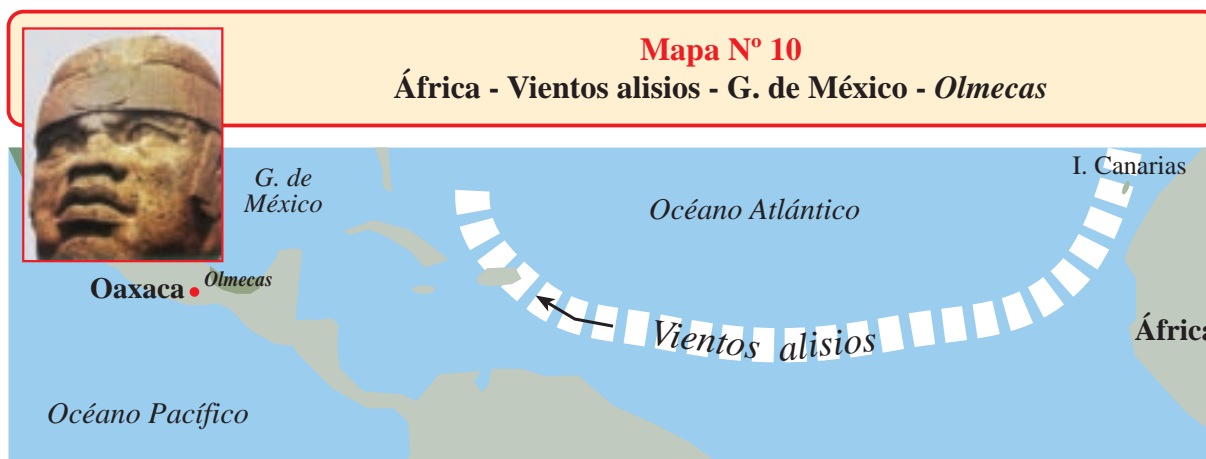 Mapa Nº 10
África - Vientos alisios - G. de México - Olmecas
I. Canarias
G. de
México
Océano Atlántico
Olmecas
Oaxaca
Vientos alisios
África
Océano Pacífico